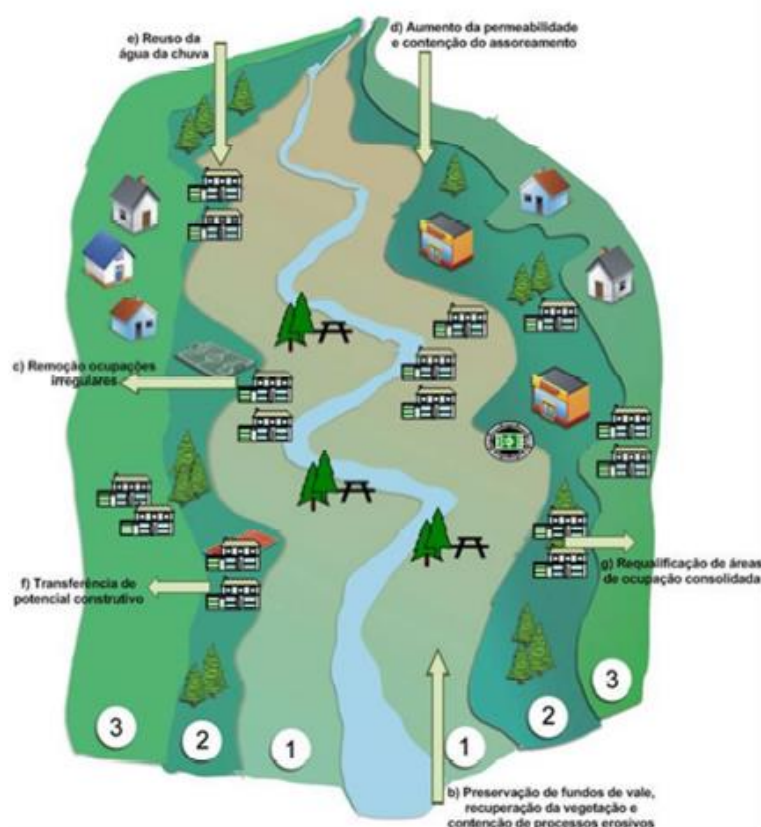 e) Reuso da
água da chuva
d) Aumento da permeabilidade
e contenção do assoreamento
c) Remoção ocupações
irregulares
f) Transferência de
potencial construtivo
g) Requalificação de áreas
de ocupação consolidada
3
2
1
1
2
3
b) Preservação de fundos de vale,
recuperação da vegetação e
contenção de processos erosivos